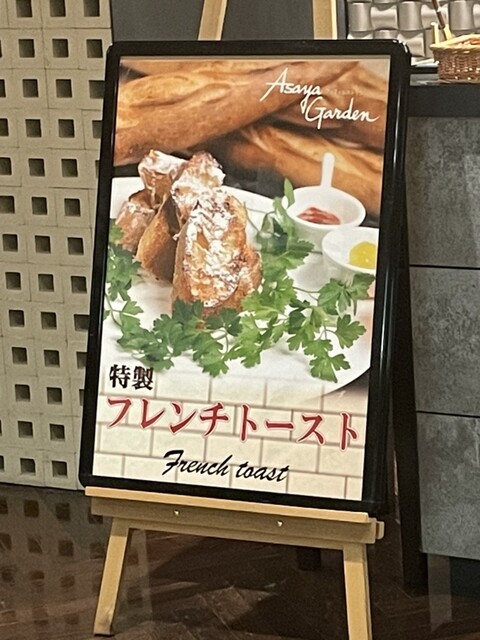 Asaya
Garden
特製
フレンチトースト
French toast